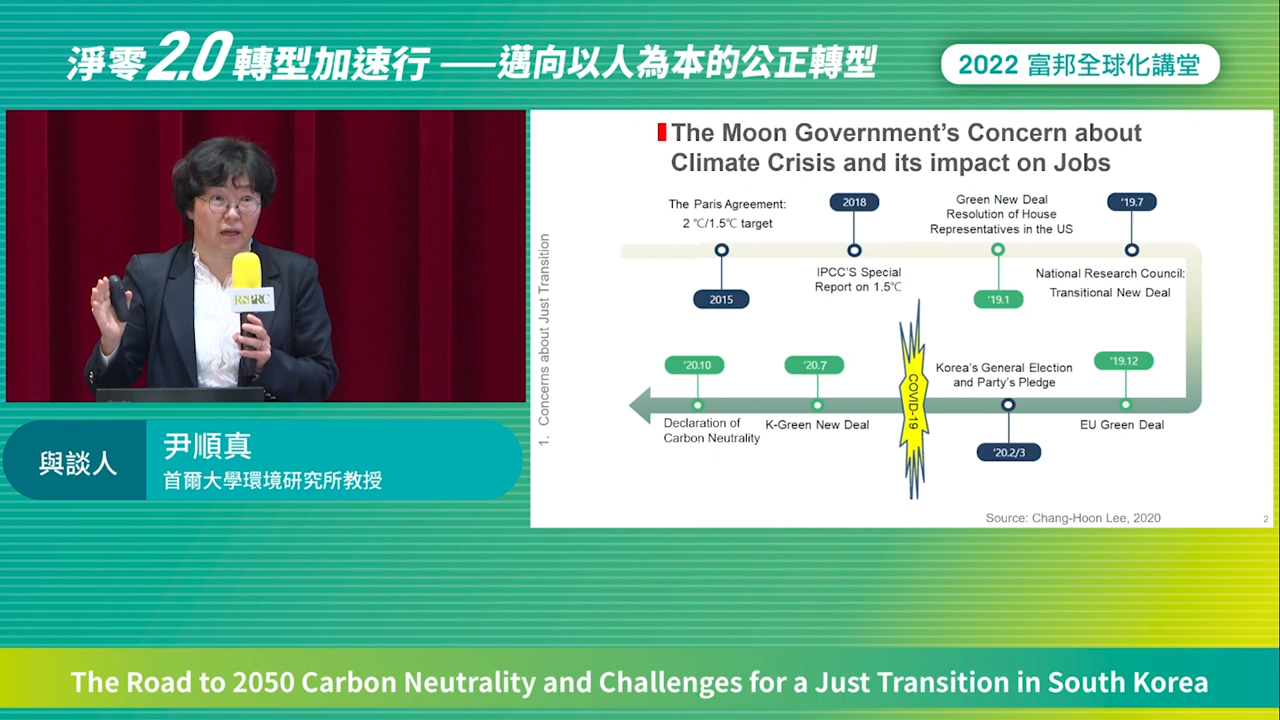 淨零2.0轉型加速行——邁向以人為本的公正轉型
2022 富邦全球化講堂
RSPRC
與談人
尹順真
首爾大學環境研究所教授
The Moon Government's Concern about
Climate Crisis and its impact on Jobs
1. Concerns about Just Transition
The Paris Agreement:
2 ℃/1.5℃ target
2015
2018
IPCC'S Special
Report on 1.5℃
Green New Deal
Resolution of House
Representatives in the US
'19.1
'19.7
National Research Council:
Transitional New Deal
'19.12
EU Green Deal
Korea's General Election
and Party's Pledge
'20.2/3
COVID-19
'20.7
K-Green New Deal
'20.10
Declaration of
Carbon Neutrality
Source: Chang-Hoon Lee, 2020
2
The Road to 2050 Carbon Neutrality and Challenges for a Just Transition in South Korea